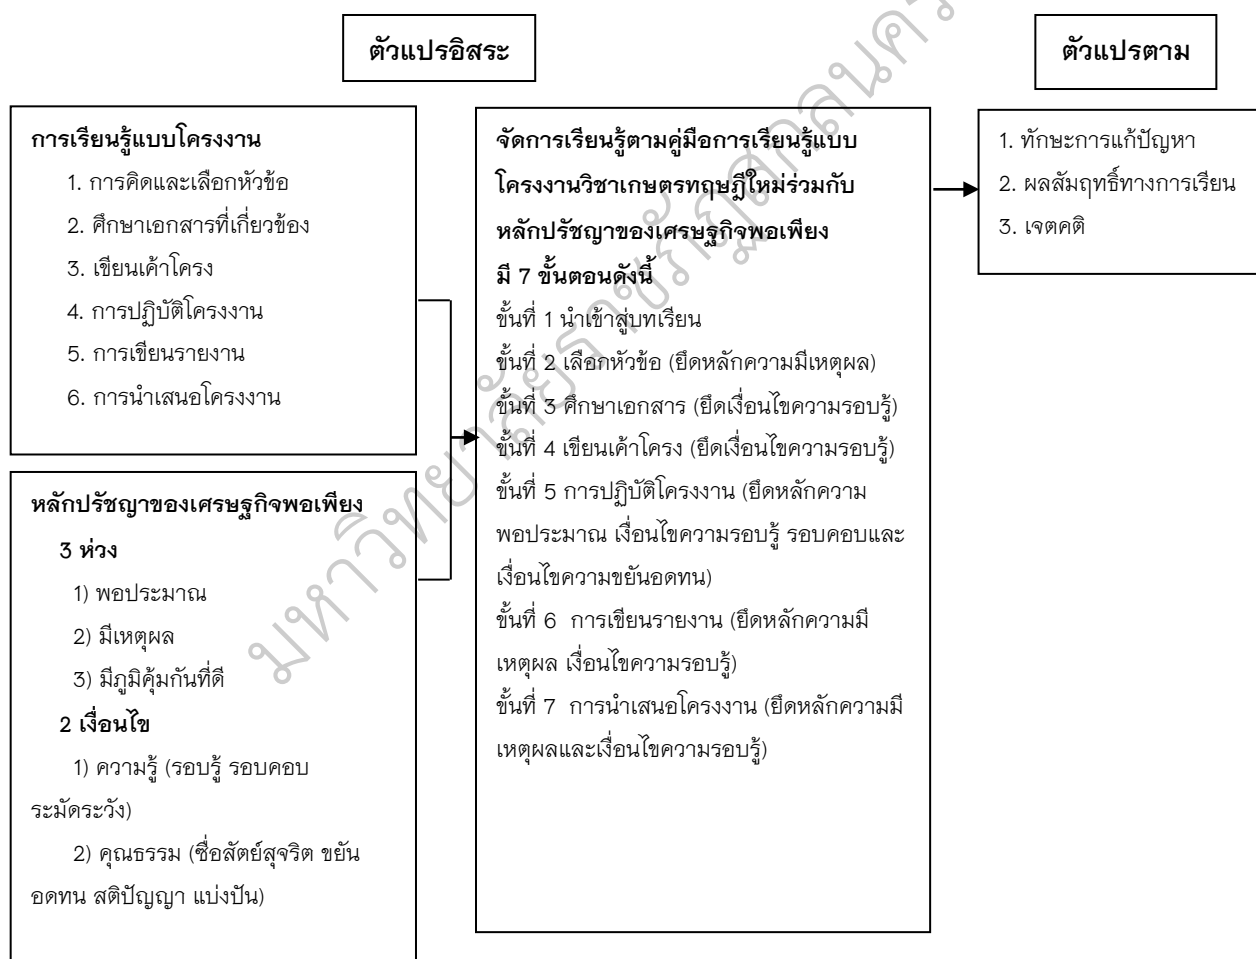 ตัวแปรอิสระ
ตัวแปรตาม
การเรียนรู้แบบโครงงาน
1. การคิดและเลือกหัวข้อ
2. ศึกษาเอกสารที่เกี่ยวข้อง
3. เขียนเค้าโครง
4. การปฏิบัติโครงงาน
5. การเขียนรายงาน
6. การนำเสนอโครงงาน
หลักปรัชญาของเศรษฐกิจพอเพียง
3 ห่วง
1) พอประมาณ
2) มีเหตุผล
3) มีภูมิคุ้มกันที่ดี
2 เงื่อนไข
1) ความรู้ (รอบรู้ รอบคอบ
ระมัดระวัง)
2) คุณธรรม (ซื่อสัตย์สุจริต ขยัน
อดทน สติปัญญา แบ่งปัน)
จัดการเรียนรู้ตามคู่มือการเรียนรู้แบบ
โครงงานวิชาเกษตรทฤษฎีใหม่ร่วมกับ
หลักปรัชญาของเศรษฐกิจพอเพียง
มี 7 ขั้นตอนดังนี้
ขั้นที่ 1 นำเข้าสู่บทเรียน
ขั้นที่ 2 เลือกหัวข้อ (ยึดหลักความมีเหตุผล)
ขั้นที่ 3 ศึกษาเอกสาร (ยึดเงื่อนไขความรอบรู้)
ขั้นที่ 4 เขียนเค้าโครง (ยึดเงื่อนไขความรอบรู้)
ขั้นที่ 5 การปฏิบัติโครงงาน (ยึดหลักความ
พอประมาณ เงื่อนไขความรอบรู้ รอบคอบและ
เงื่อนไขความขยันอดทน)
ขั้นที่ 6 การเขียนรายงาน (ยึดหลักความมี
เหตุผล เงื่อนไขความรอบรู้)
ขั้นที่ 7 การนำเสนอโครงงาน (ยึดหลักความมี
เหตุผลและเงื่อนไขความรอบรู้)
1. ทักษะการแก้ปัญหา
2. ผลสัมฤทธิ์ทางการเรียน
3. เจตคติ
มหาวิทยาลัยราชภัฏสกลนคร